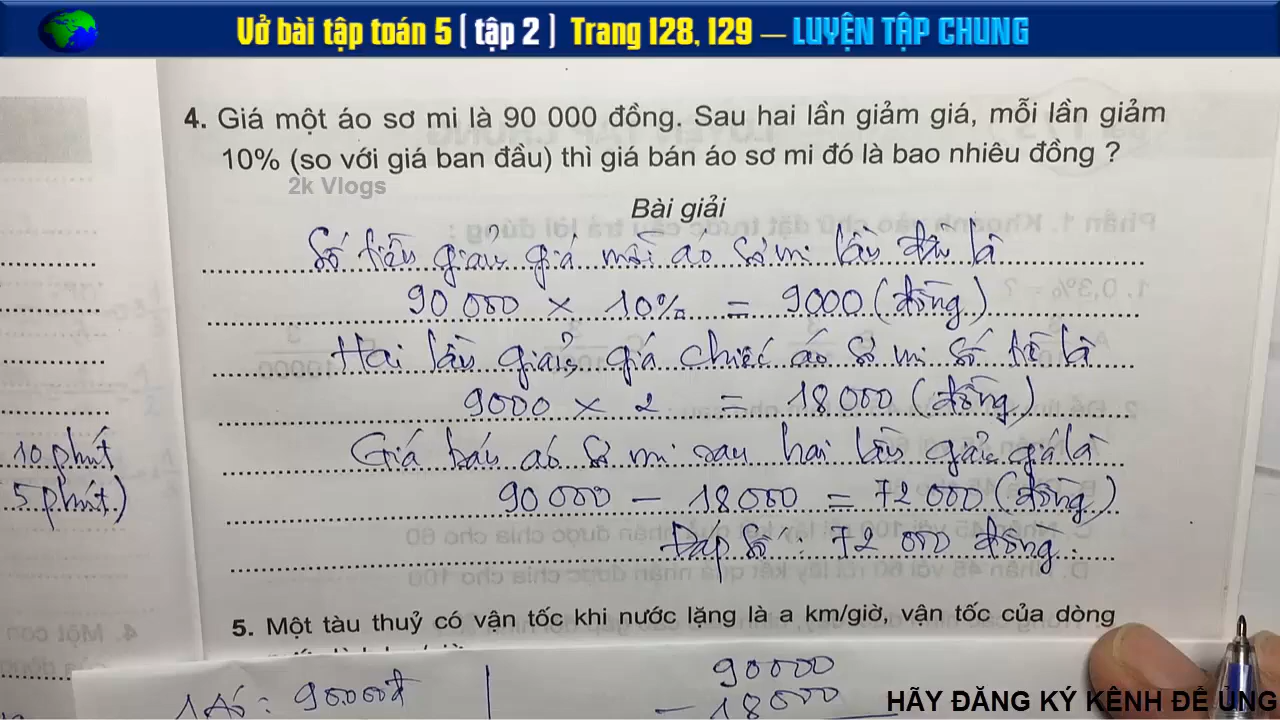 Vở bài tập toán 5 ( tập 2 ) Trang 128, 129 – LUYỆN TẬP CHUNG
4. Giá một áo sơ mi là 90 000 đồng. Sau hai lần giảm giá, mỗi lần giảm
10% (so với giá ban đầu) thì giá bán áo sơ mi đó là bao nhiêu đồng ?
2k Vlogs
Bài giải
Số tiền giảm giá mỗi áo sơ mi lần đầu là
90 000 × 10% = 9000 (đồng)
Hai lần giảm giá chiếc áo sơ mi số tiền là
9000 × 2 = 18 000 (đồng)
Giá bán áo sơ mi sau hai lần giảm giá là
10 phút
5 phút)
90 000 – 18 000 = 72 000 (đồng)
Đáp số : 72 000 đồng.
5. Một tàu thuỷ có vận tốc khi nước lặng là a km/giờ, vận tốc của dòng
1 Áo : 90.000đ
90000
– 18000
HÃY ĐĂNG KÝ KÊNH ĐỂ ỦNG